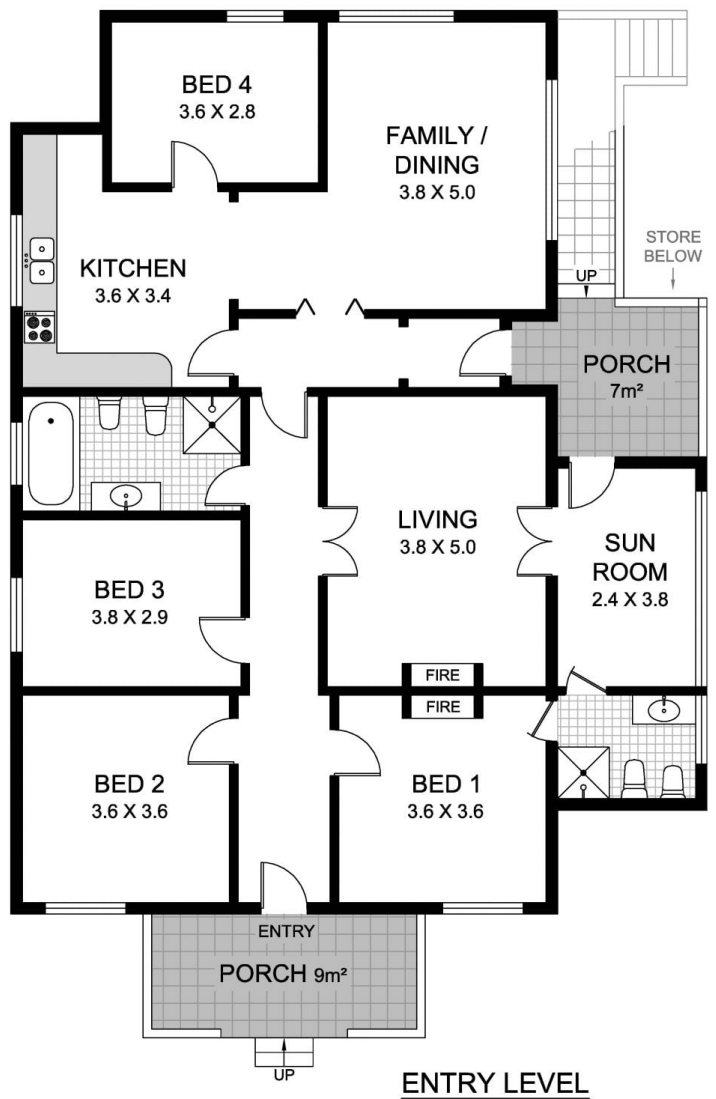 BED 4
3.6 X 2.8
FAMILY /
DINING
3.8 X 5.0
STORE
BELOW
KITCHEN
3.6 X 3.4
UP
PORCH
7m²
LIVING
3.8 X 5.0
SUN
ROOM
2.4 X 3.8
BED 3
3.8 X 2.9
FIRE
FIRE
BED 2
3.6 X 3.6
BED 1
3.6 X 3.6
ENTRY
PORCH 9m²
UP
ENTRY LEVEL